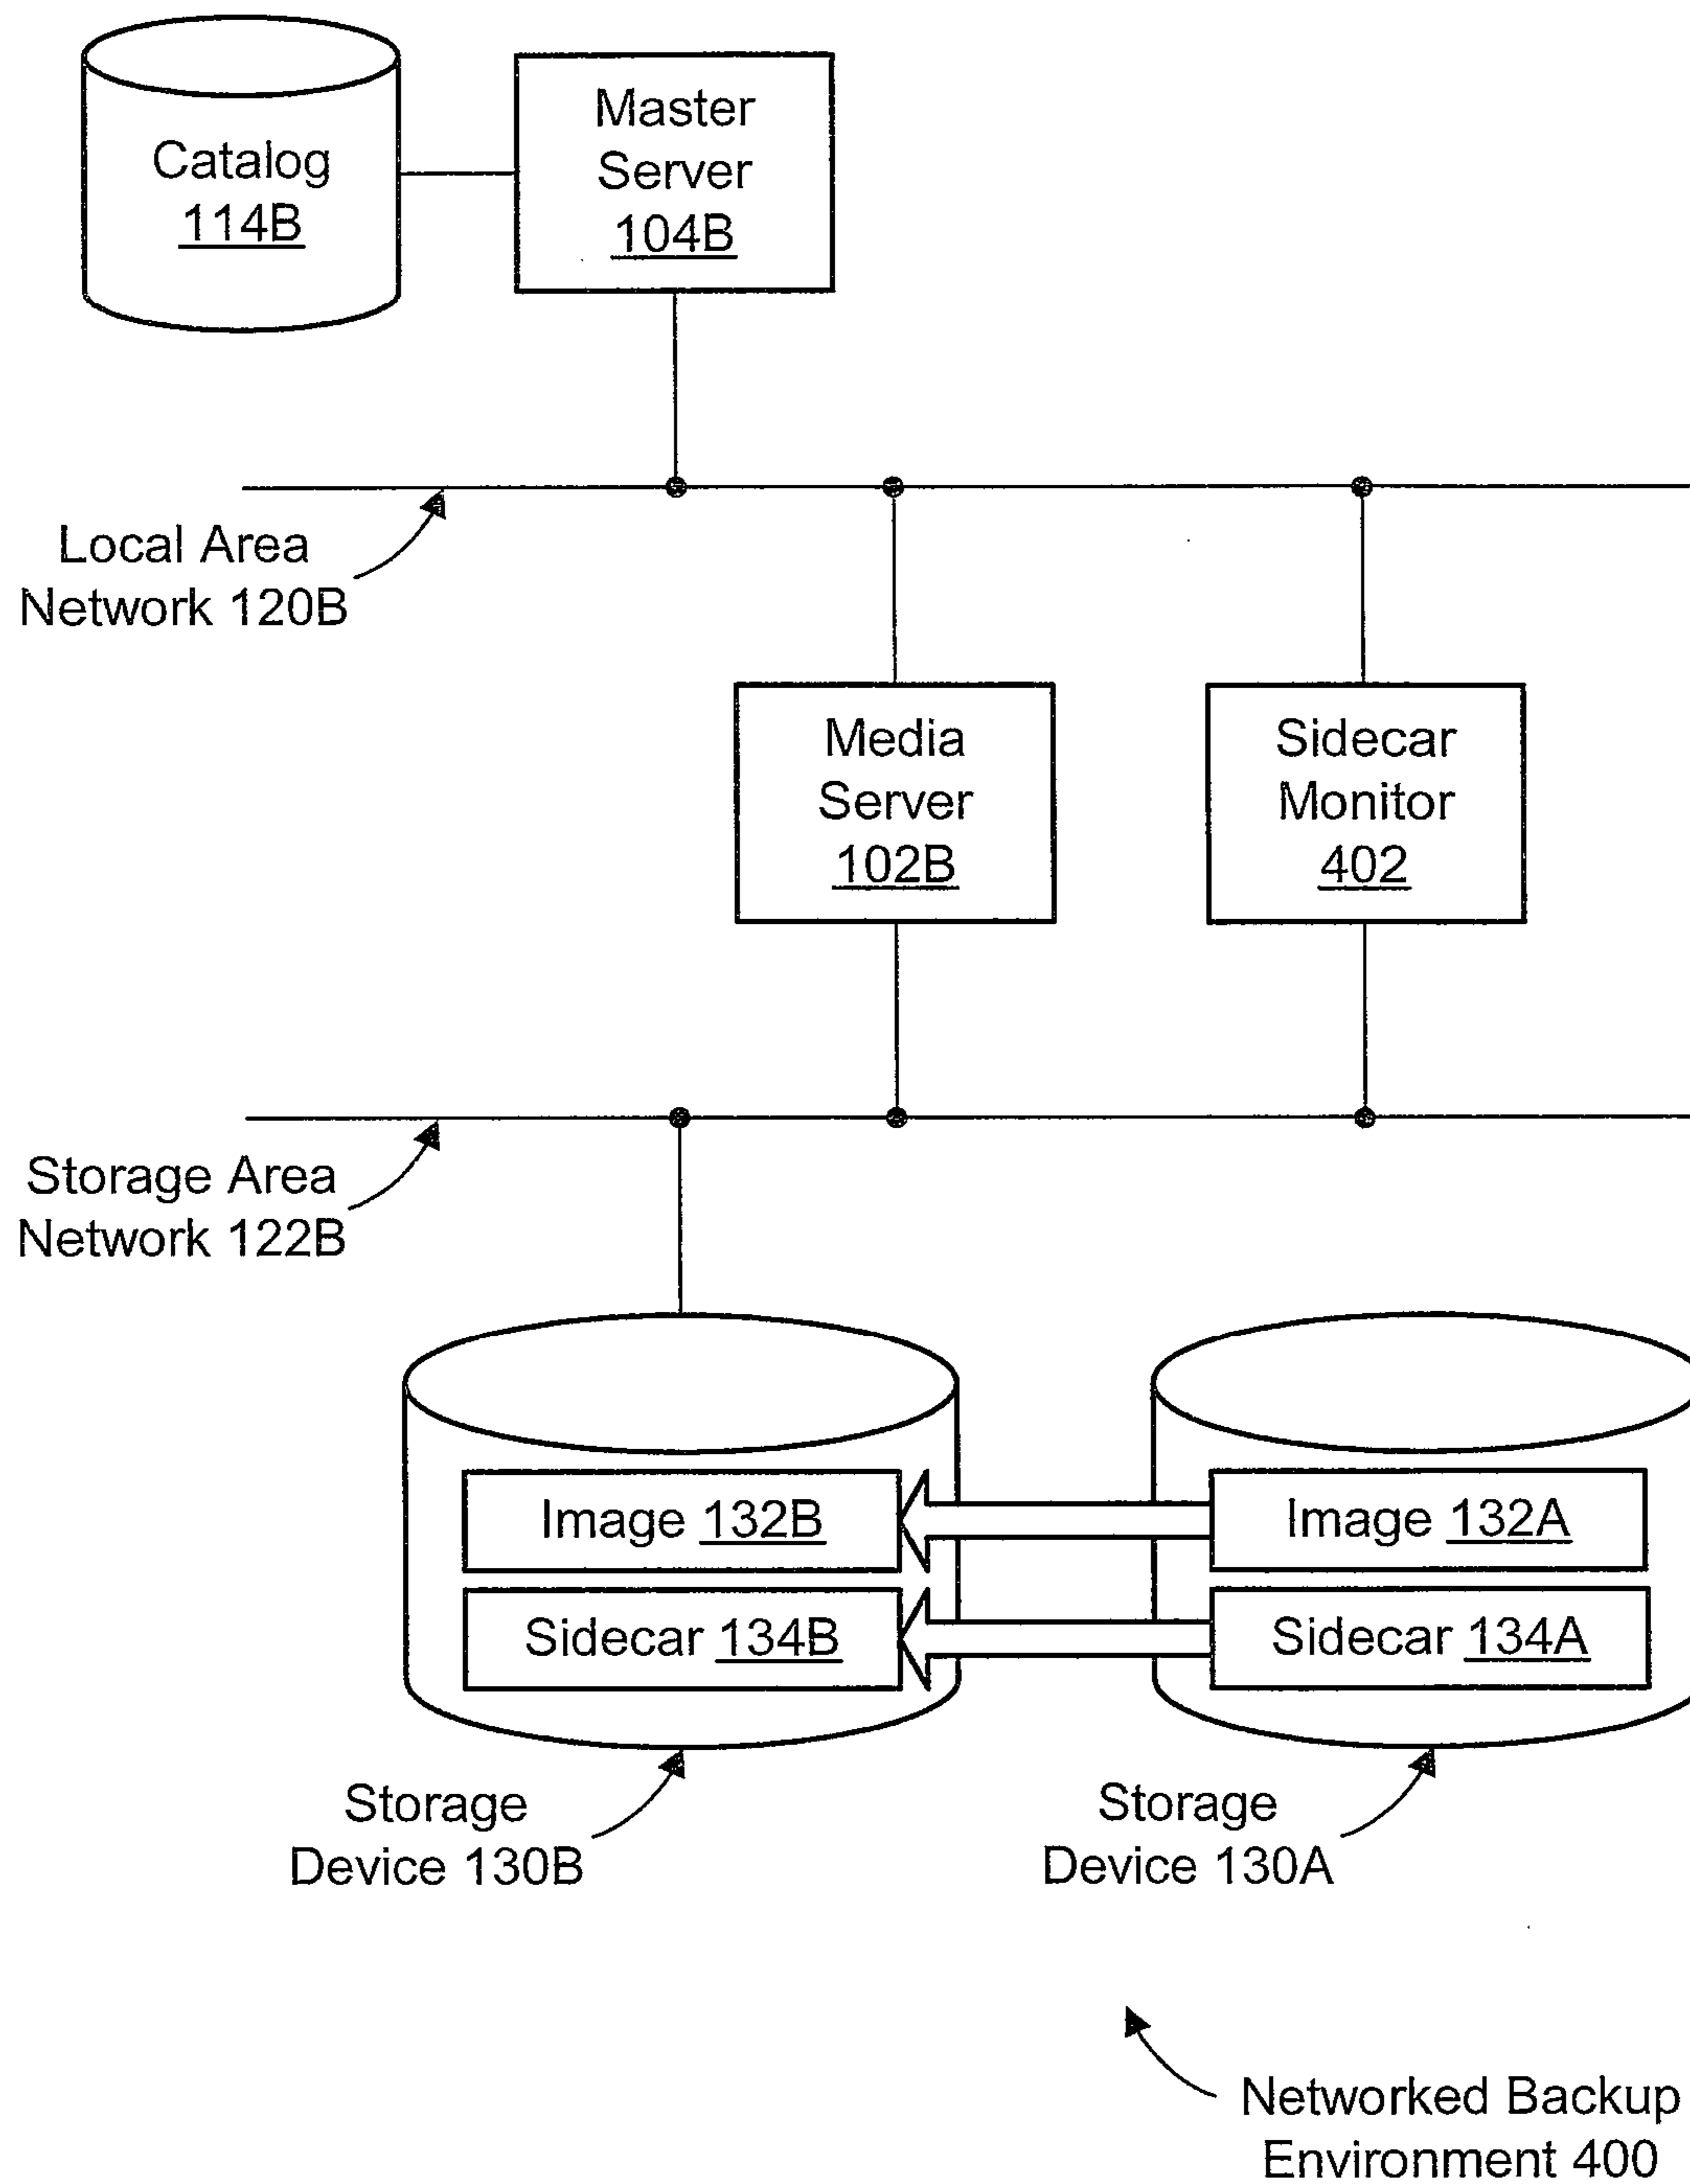 Catalog
114B
Master
Server
104B
Local Area
Network 120B
Media
Server
102B
Sidecar
Monitor
402
Storage Area
Network 122B
Image 132B
Image 132A
Sidecar 134B
Sidecar 134A
Storage
Device 130B
Storage
Device 130A
Networked Backup
Environment 400